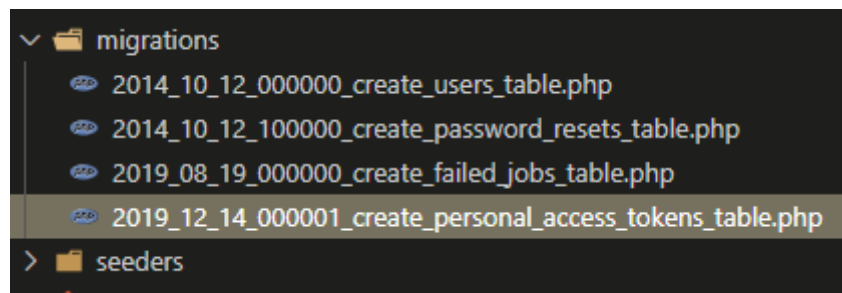 migrations
2014_10_12_000000_create_users_table.php
2014_10_12_100000_create_password_resets_table.php
2019_08_19_000000_create_failed_jobs_table.php
2019_12_14_000001_create_personal_access_tokens_table.php
seeders